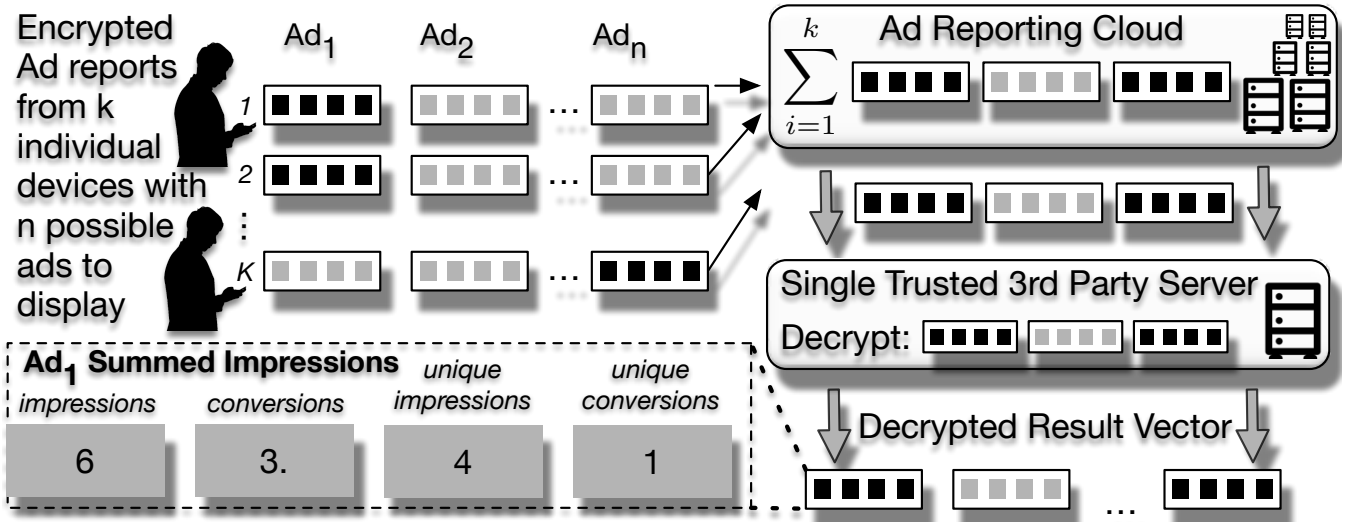 Encrypted
Ad reports
from k
individual
devices with
n possible
ads to
display
Ad1 Ad2 Adn
1 ...
2 ...
⋮
K ...
k
∑
i=1
Ad Reporting Cloud
Single Trusted 3rd Party Server
Decrypt:
Decrypted Result Vector
...
Ad1 Summed Impressions
impressions conversions unique impressions unique conversions
6 3. 4 1